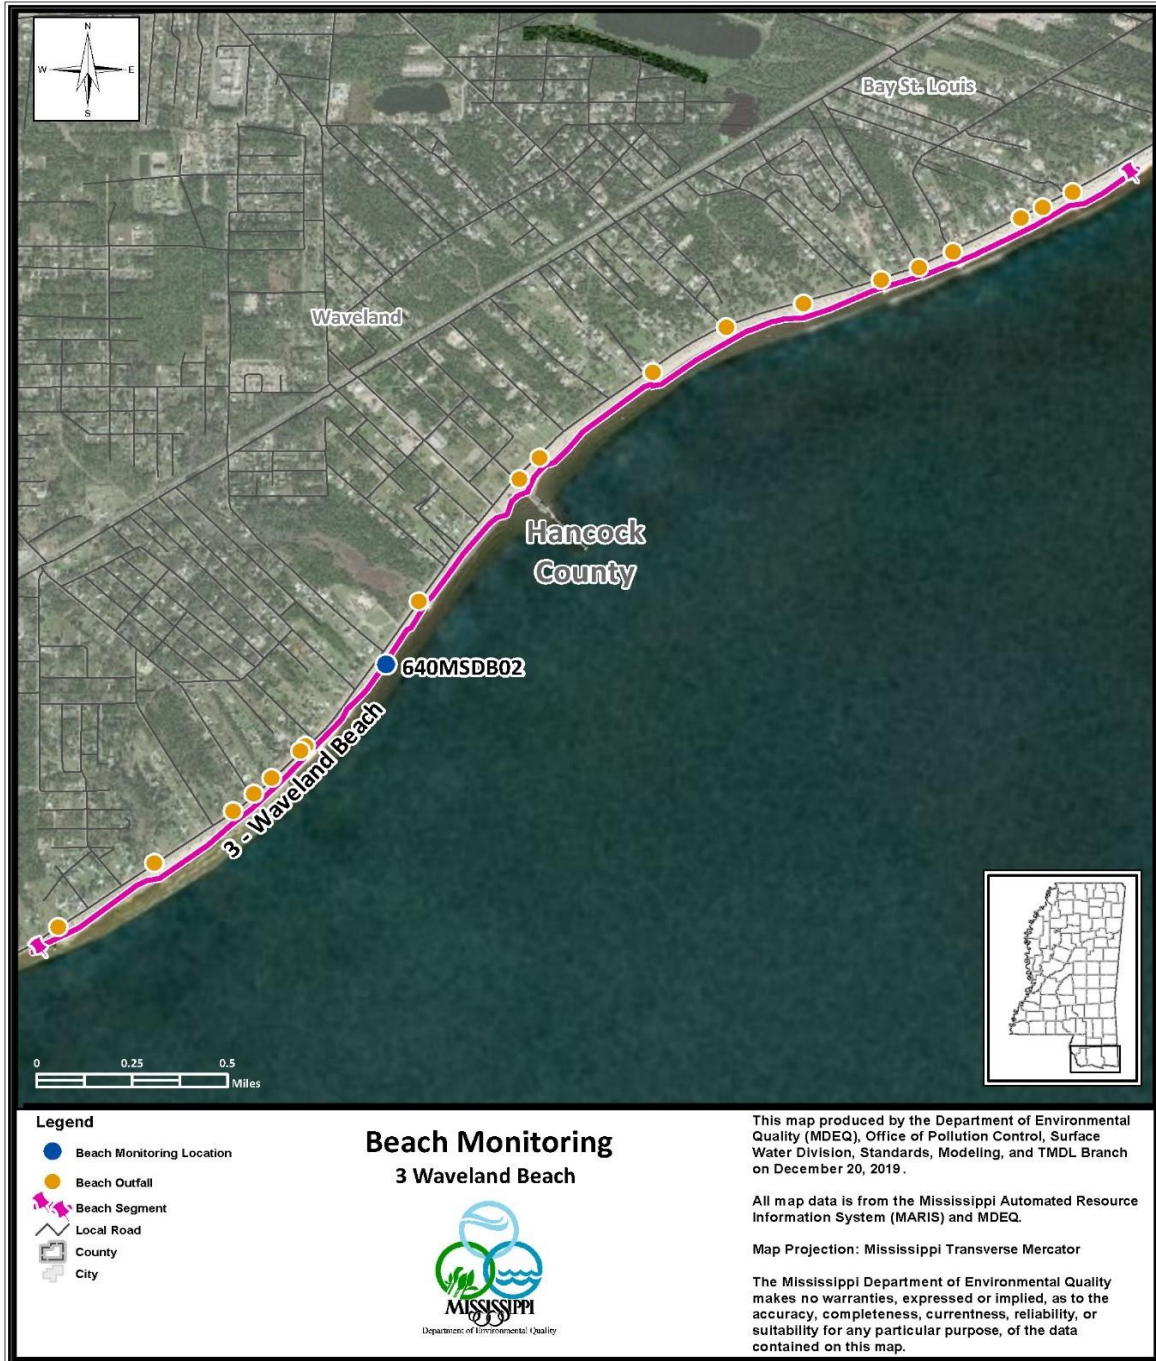 N
W E
S
Bay St. Louis
Waveland
Hancock
County
640MSDB02
3 - Waveland Beach
0 0.25 0.5
Miles
Legend
Beach Monitoring Location
Beach Outfall
Beach Segment
Local Road
County
City
Beach Monitoring
3 Waveland Beach
MISSISSIPPI
Department of Environmental Quality
This map produced by the Department of Environmental
Quality (MDEQ), Office of Pollution Control, Surface
Water Division, Standards, Modeling, and TMDL Branch
on December 20, 2019.
All map data is from the Mississippi Automated Resource
Information System (MARIS) and MDEQ.
Map Projection: Mississippi Transverse Mercator
The Mississippi Department of Environmental Quality
makes no warranties, expressed or implied, as to the
accuracy, completeness, currentness, reliability, or
suitability for any particular purpose, of the data
contained on this map.